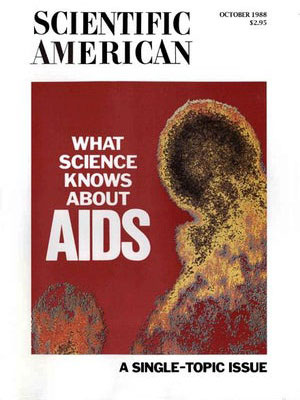 SCIENTIFIC
AMERICAN
OCTOBER 1988
$2.95
WHAT
SCIENCE
KNOWS
ABOUT
AIDS
A SINGLE-TOPIC ISSUE